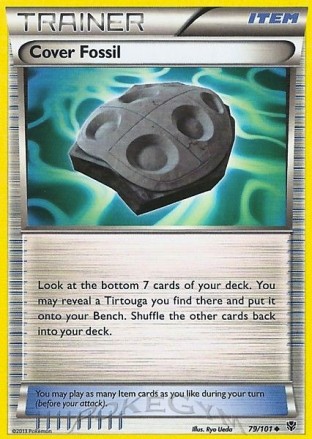 TRAINER
ITEM
Cover Fossil
Look at the bottom 7 cards of your deck. You
may reveal a Tirtouga you find there and put it
onto your Bench. Shuffle the other cards back
into your deck.
You may play as many Item cards as you like during your turn
(before your attack).
POKEGYM
©2013 Pokémon
Illus. Ryo Ueda
79/101